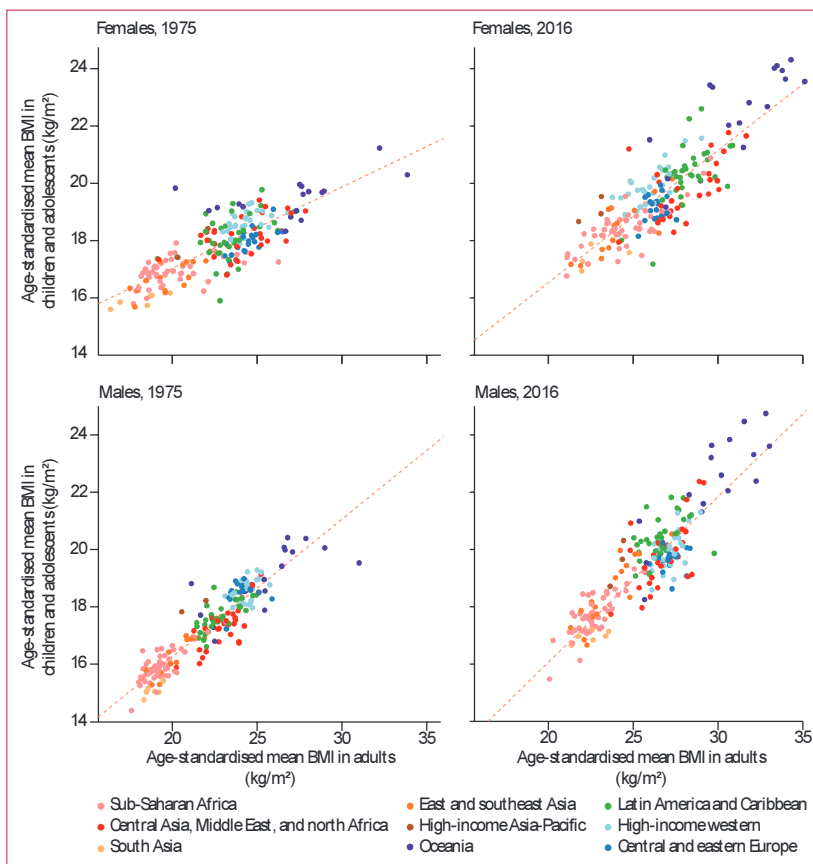 Females, 1975
Females, 2016
Age-standardised mean BMI in
children and adolescents (kg/m²)
24
22
20
18
16
14
Males, 1975
Males, 2016
Age-standardised mean BMI in
children and adolescents (kg/m²)
24
22
20
18
16
14
20 25 30 35
20 25 30 35
Age-standardised mean BMI in adults
(kg/m²)
Age-standardised mean BMI in adults
(kg/m²)
Sub-Saharan Africa
East and southeast Asia
Latin America and Caribbean
Central Asia, Middle East, and north Africa
High-income Asia-Pacific
High-income western
South Asia
Oceania
Central and eastern Europe